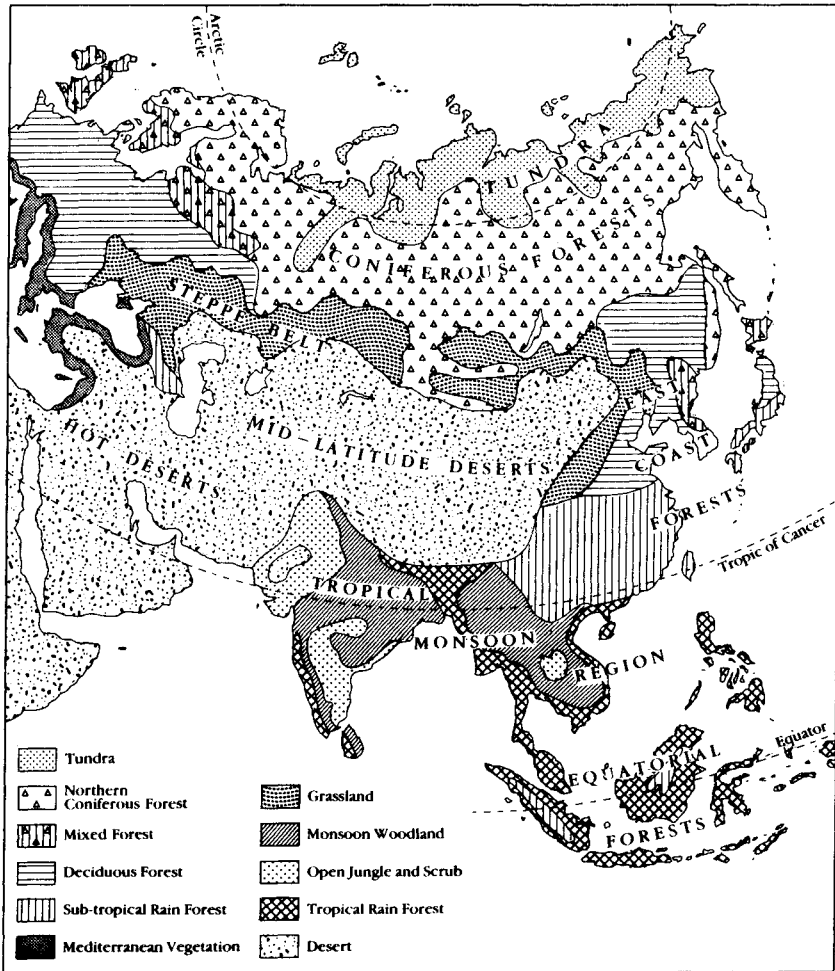 Arctic
Circle
TUNDRA
CONIFEROUS FORESTS
STEPPE BELT
EAST
COAST
FORESTS
MID-LATITUDE DESERTS
HOT DESERTS
Tropic of Cancer
TROPICAL
MONSOON
REGION
Equator
EQUATORIAL
FORESTS
Tundra
Northern
Coniferous Forest
Mixed Forest
Deciduous Forest
Sub-tropical Rain Forest
Mediterranean Vegetation
Grassland
Monsoon Woodland
Open Jungle and Scrub
Tropical Rain Forest
Desert